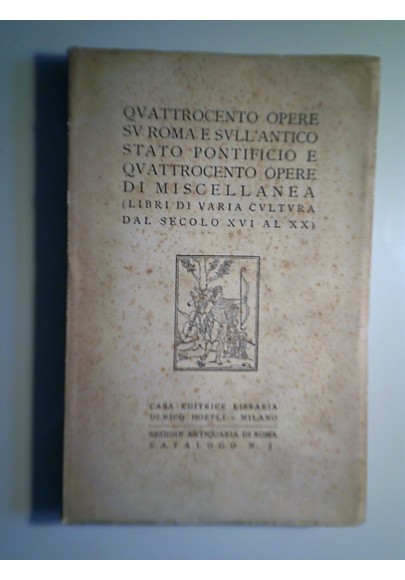 QVATTROCENTO OPERE
SV ROMA E SVLL'ANTICO
STATO PONTIFICIO E
QVATTROCENTO OPERE
DI MISCELLANEA
(LIBRI DI VARIA CVLTVRA
DAL SECOLO XVI AL XX)
CASA EDITRICE LIBRARIA
ULRICO HOEPLI - MILANO
SEZIONE ANTIQUARIA DI ROMA
CATALOGO N.